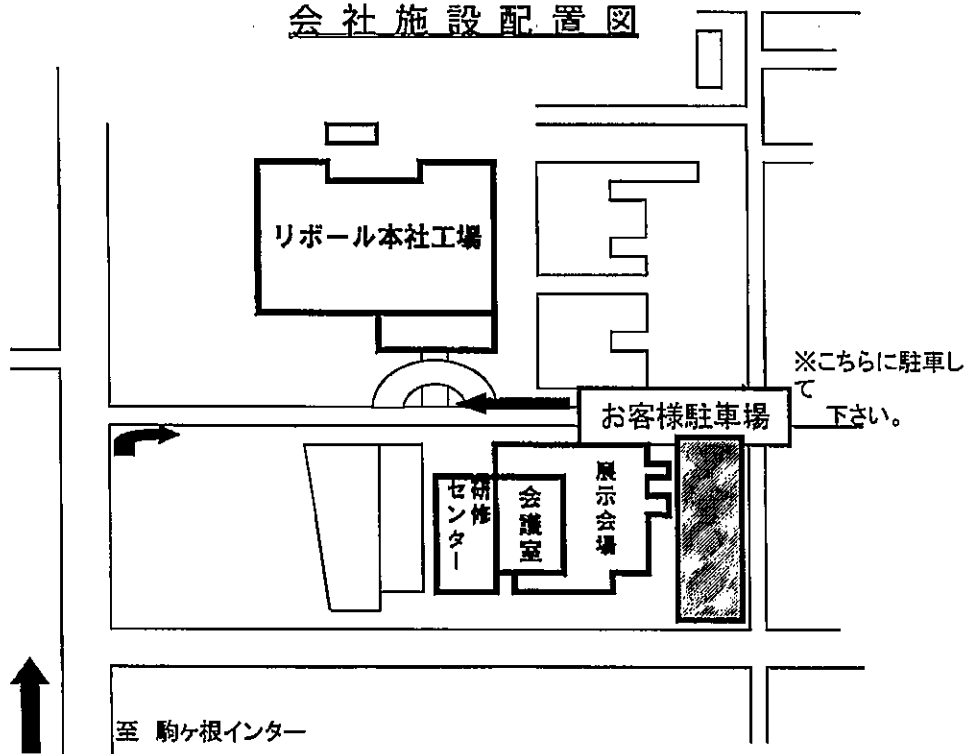 会社施設配置図
リボール本社工場
※こちらに駐車し
て
下さい。
お客様駐車場
研修
センター
会議室
展示会場
至 駒ヶ根インター